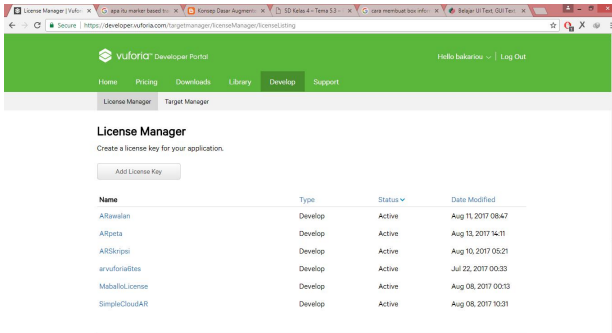 License Manager | Vufor
apa itu marker based tra
Konsep Dasar Augmente
SD Kelas 4 - Tema 5.3 -
cara membuat box infor
Belajar UI Text, GUI Text
Secure | https://developer.vuforia.com/targetmanager/licenseManager/licenseListing
vuforia™ Developer Portal
Hello bakariou Log Out
Home Pricing Downloads Library Develop Support
License Manager Target Manager
License Manager
Create a license key for your application.
Add License Key
Name Type Status Date Modified
ARawalan Develop Active Aug 11, 2017 08:47
ARpeta Develop Active Aug 13, 2017 14:11
ARSkripsi Develop Active Aug 10, 2017 05:21
arvuforia6tes Develop Active Jul 22, 2017 00:33
MaballoLicense Develop Active Aug 08, 2017 00:13
SimpleCloudAR Develop Active Aug 08, 2017 10:31